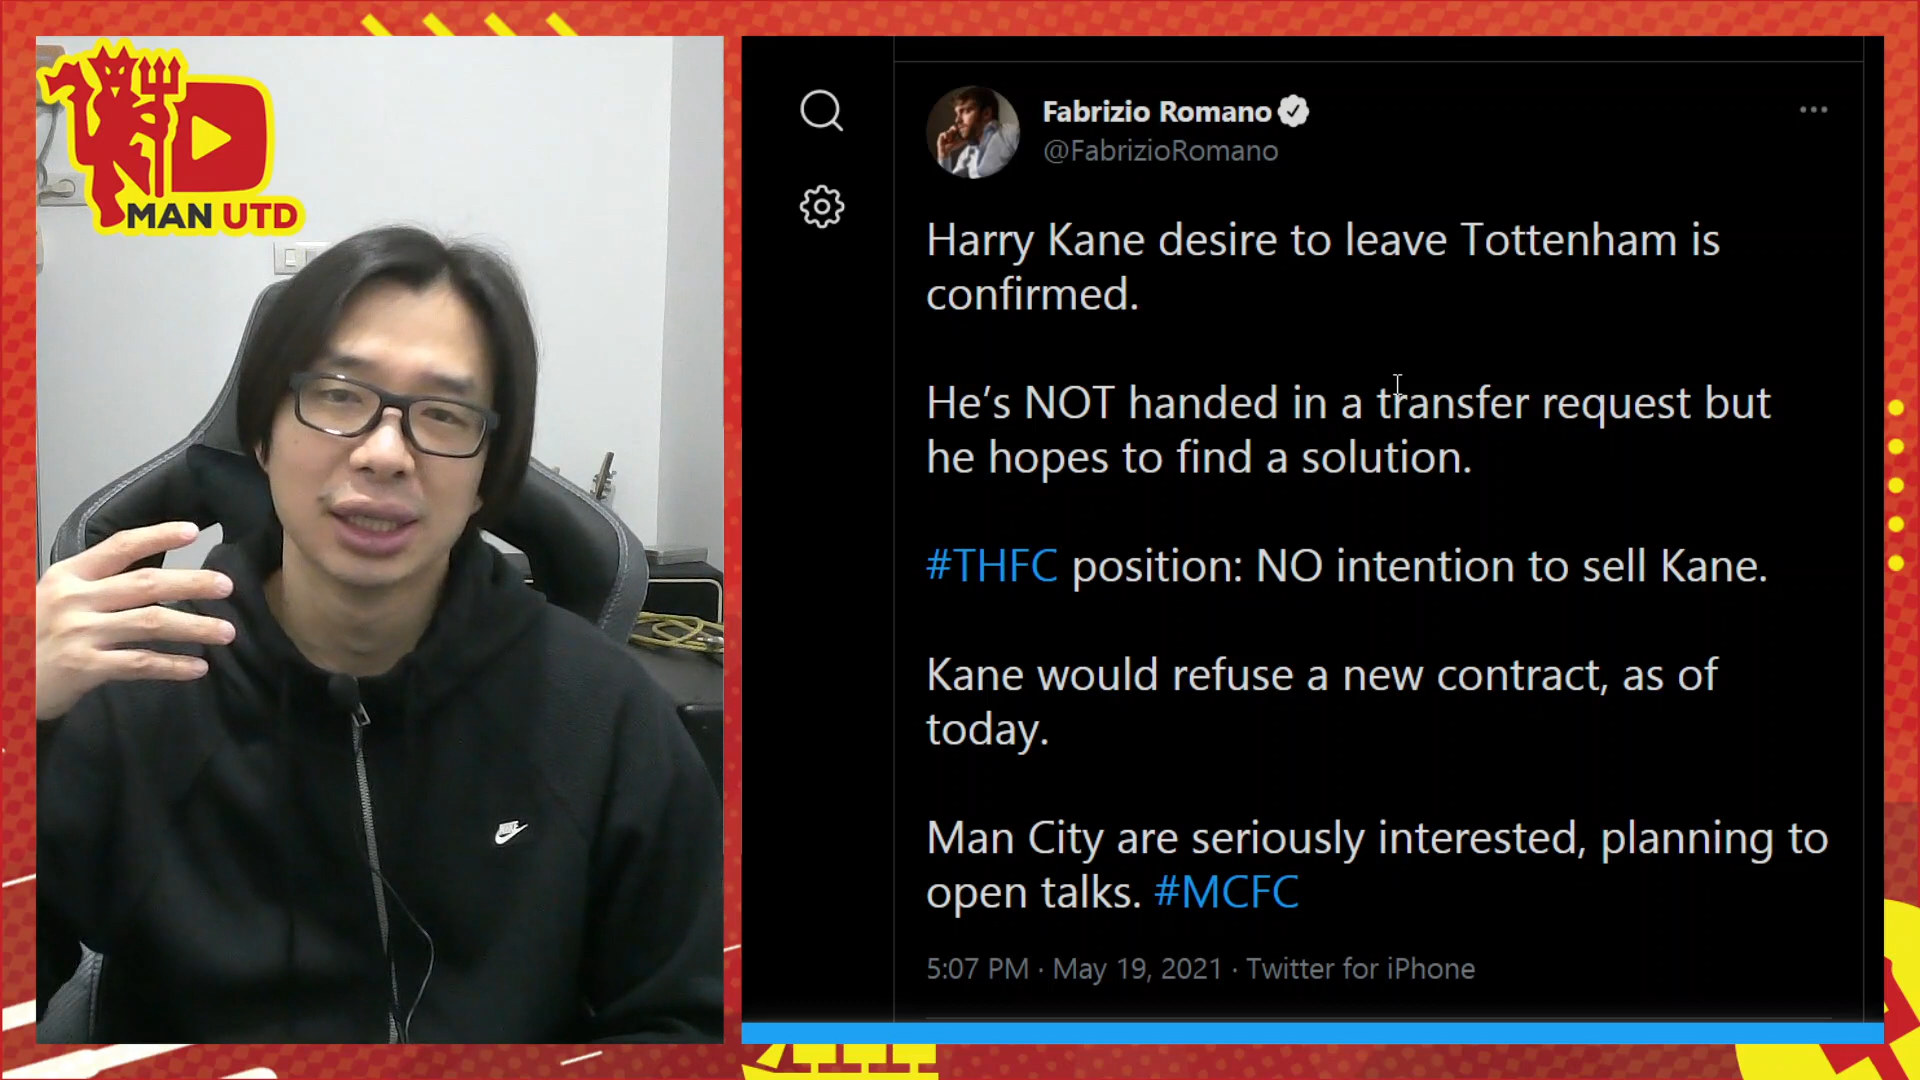 MAN UTD
Fabrizio Romano
@FabrizioRomano
Harry Kane desire to leave Tottenham is
confirmed.
He’s NOT handed in a transfer request but
he hopes to find a solution.
#THFC position: NO intention to sell Kane.
Kane would refuse a new contract, as of
today.
Man City are seriously interested, planning to
open talks. #MCFC
5:07 PM · May 19, 2021 · Twitter for iPhone
NIKE